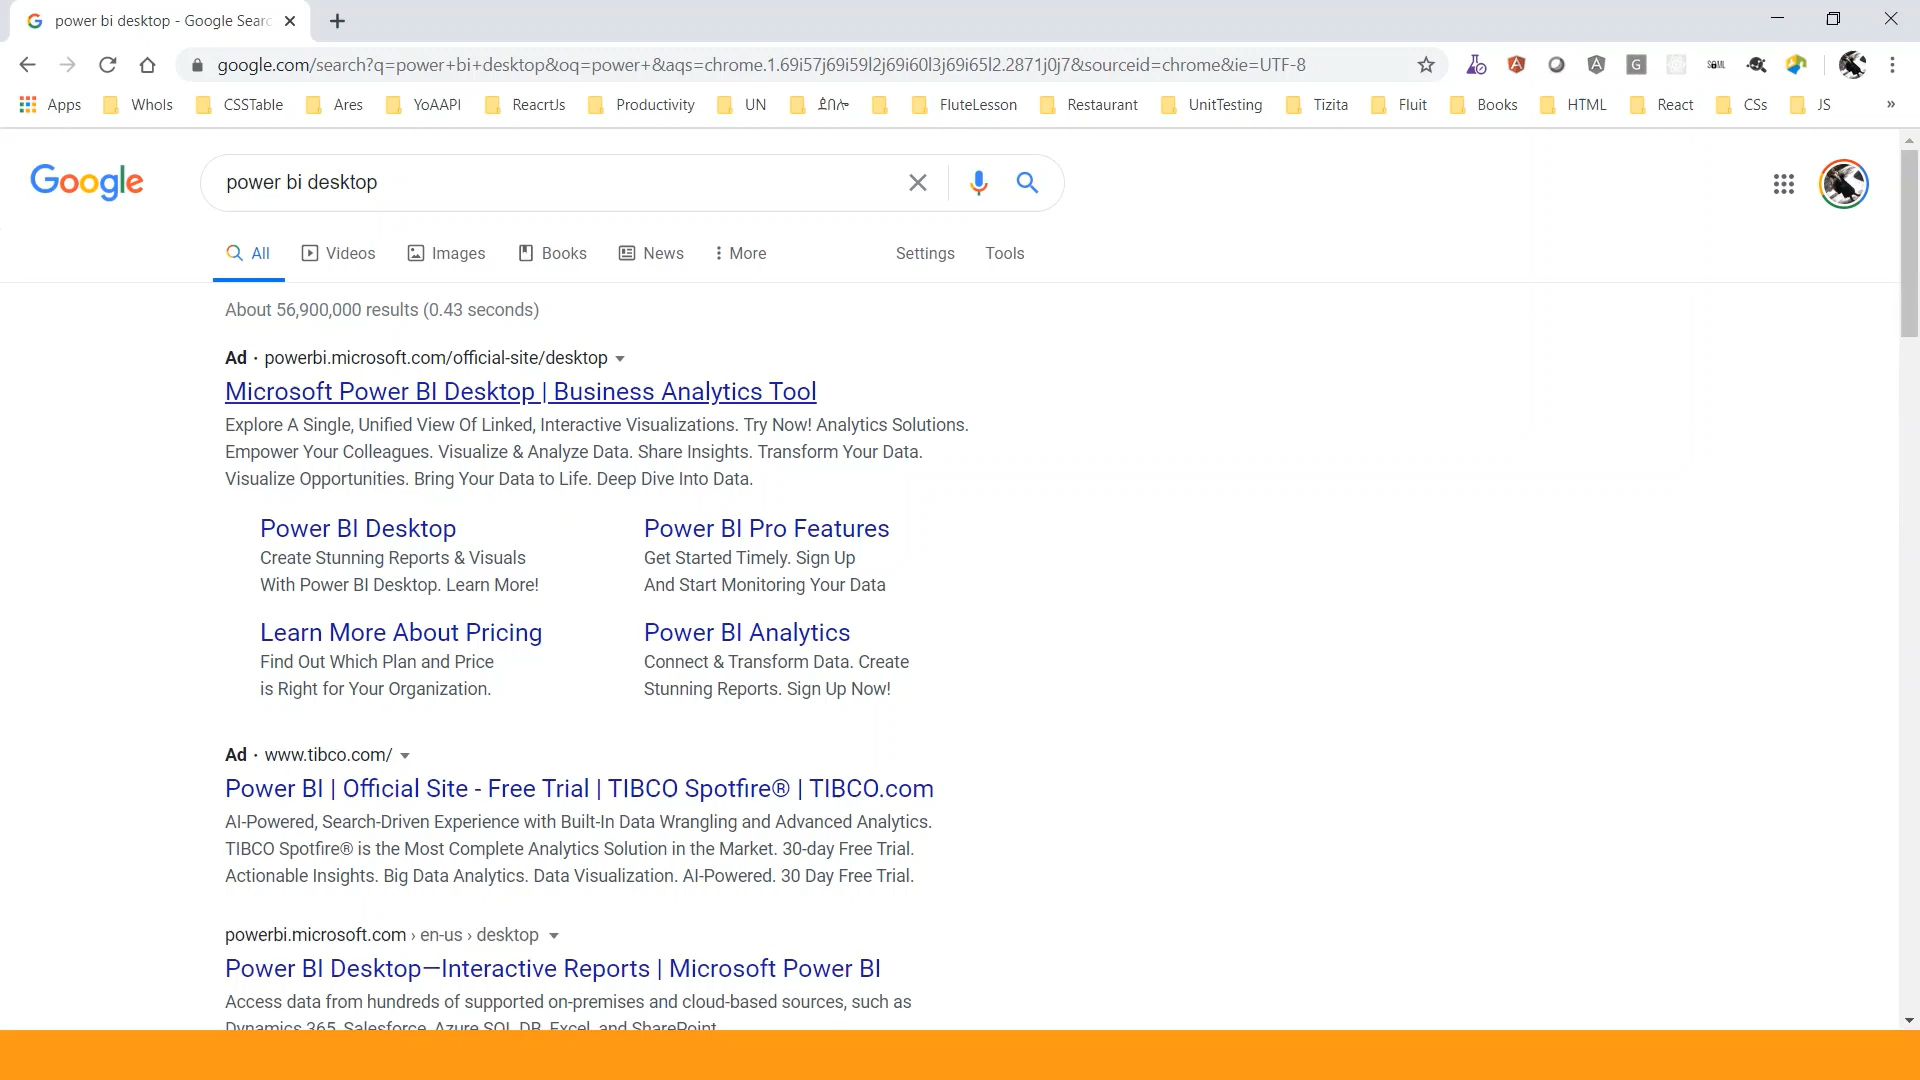 power bi desktop - Google Searc
google.com/search?q=power+bi+desktop&oq=power+&aqs=chrome.1.69i57j69i59l2j69i60l3j69i65l2.2871j0j7&sourceid=chrome&ie=UTF-8
Apps WhoIs CSSTable Ares YoAAPI ReacrtJs Productivity UN FluteLesson Restaurant UnitTesting Tizita Fluit Books HTML React CSs JS »
Google power bi desktop
All Videos Images Books News More Settings Tools
About 56,900,000 results (0.43 seconds)
Ad · powerbi.microsoft.com/official-site/desktop
Microsoft Power BI Desktop | Business Analytics Tool
Explore A Single, Unified View Of Linked, Interactive Visualizations. Try Now! Analytics Solutions.
Empower Your Colleagues. Visualize & Analyze Data. Share Insights. Transform Your Data.
Visualize Opportunities. Bring Your Data to Life. Deep Dive Into Data.
Power BI Desktop
Create Stunning Reports & Visuals
With Power BI Desktop. Learn More!
Power BI Pro Features
Get Started Timely. Sign Up
And Start Monitoring Your Data
Learn More About Pricing
Find Out Which Plan and Price
is Right for Your Organization.
Power BI Analytics
Connect & Transform Data. Create
Stunning Reports. Sign Up Now!
Ad · www.tibco.com/
Power BI | Official Site - Free Trial | TIBCO Spotfire® | TIBCO.com
AI-Powered, Search-Driven Experience with Built-In Data Wrangling and Advanced Analytics.
TIBCO Spotfire® is the Most Complete Analytics Solution in the Market. 30-day Free Trial.
Actionable Insights. Big Data Analytics. Data Visualization. AI-Powered. 30 Day Free Trial.
powerbi.microsoft.com › en-us › desktop
Power BI Desktop—Interactive Reports | Microsoft Power BI
Access data from hundreds of supported on-premises and cloud-based sources, such as
Dynamics 365, Salesforce, Azure SQL DB, Excel, and SharePoint.